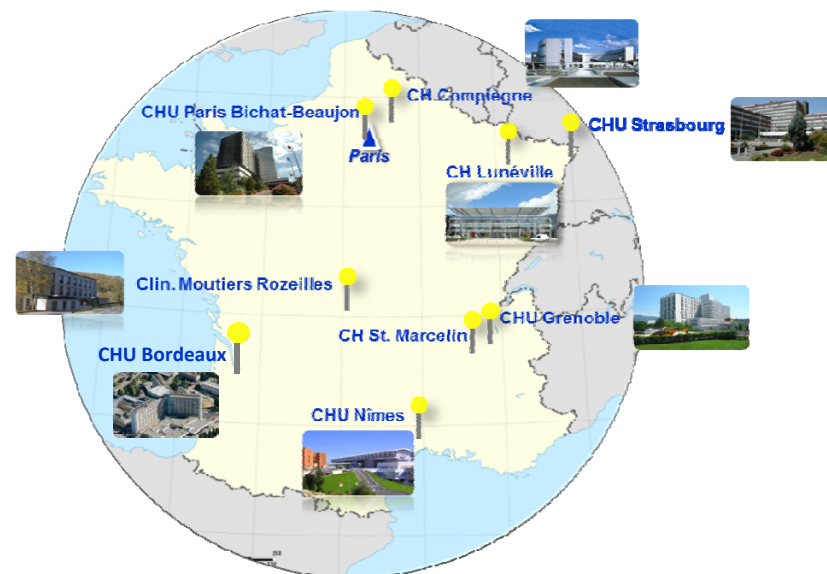 CH Compiègne
CHU Paris Bichat-Beaujon
CHU Strasbourg
Paris
CH Lunéville
Clin. Moutiers Rozeilles
CHU Grenoble
CH St. Marcelin
CHU Bordeaux
CHU Nîmes